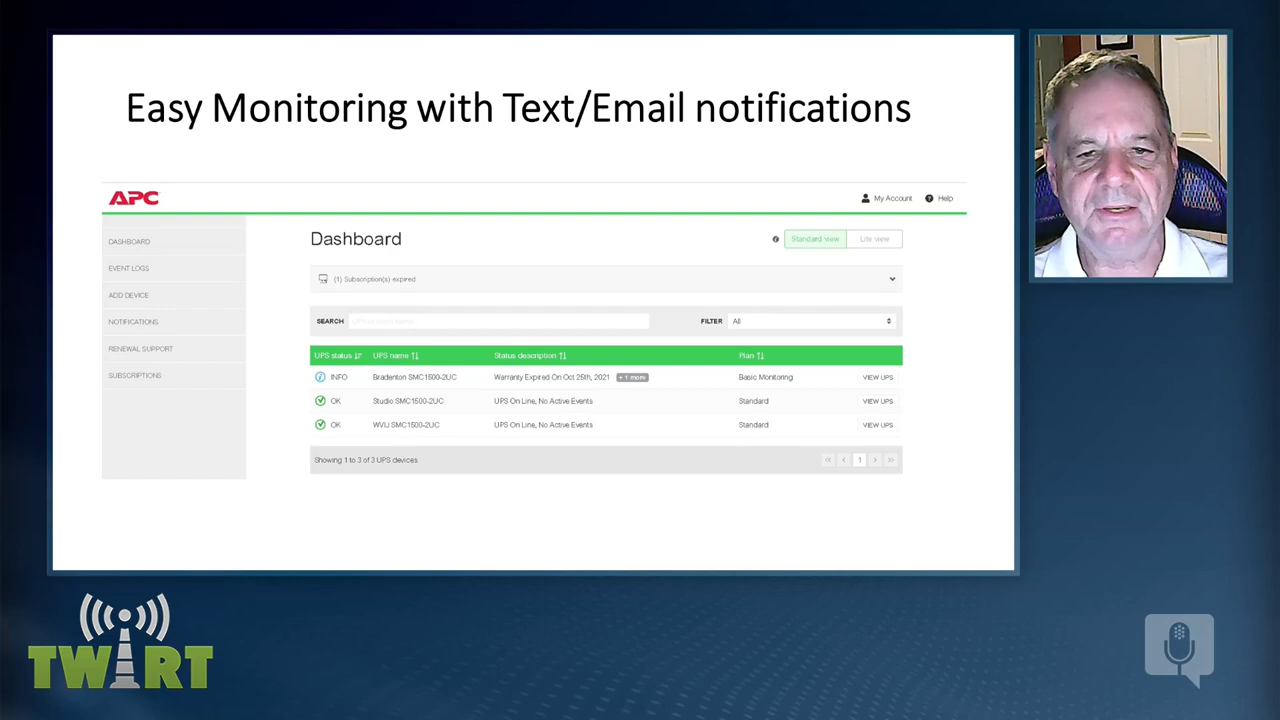 Easy Monitoring with Text/Email notifications
APC
My Account
Help
DASHBOARD
EVENT LOGS
ADD DEVICE
NOTIFICATIONS
RENEWAL SUPPORT
SUBSCRIPTIONS
Dashboard
Standard view
Lite view
(1) Subscription(s) expired
SEARCH
FILTER All
UPS status UPS name Status description Plan
INFO Bradenton SMC1500-2UC Warranty Expired On Oct 25th, 2021 + 1 more Basic Monitoring VIEW UPS
OK Studio SMC1500-2UC UPS On Line, No Active Events Standard VIEW UPS
OK WVIJ SMC1500-2UC UPS On Line, No Active Events Standard VIEW UPS
Showing 1 to 3 of 3 UPS devices
« ‹ 1 › »
TWiRT